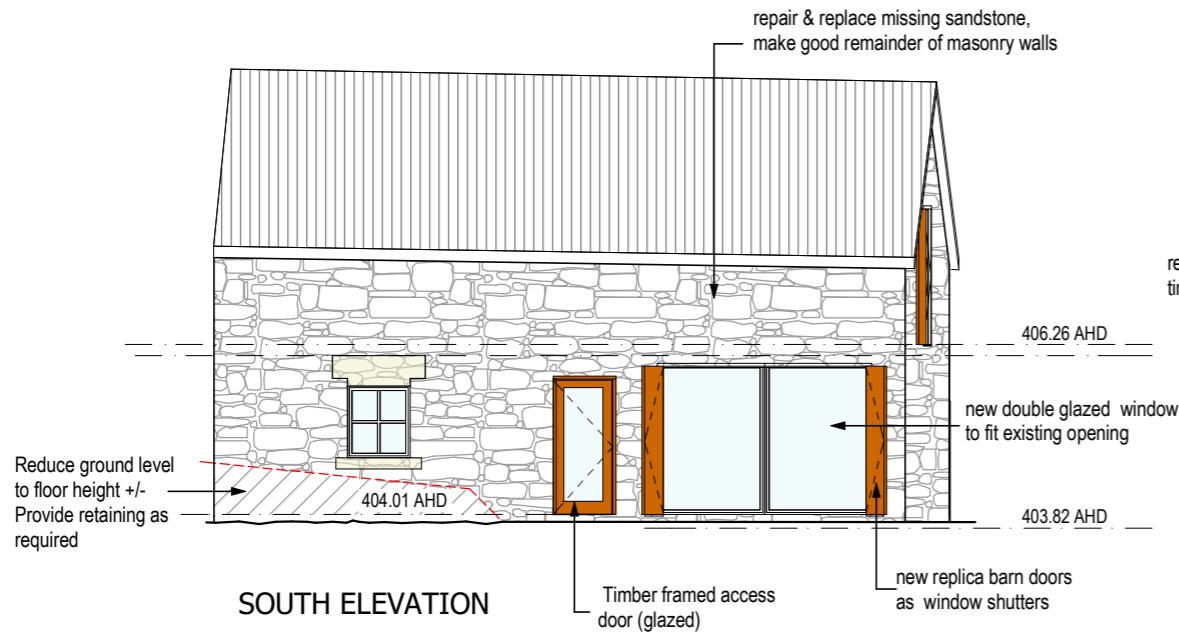 repair & replace missing sandstone,
make good remainder of masonry walls
re
406.26 AHD
new double glazed window
to fit existing opening
Reduce ground level
to floor height +/-
Provide retaining as
required
404.01 AHD
403.82 AHD
new replica barn doors
as window shutters
Timber framed access
door (glazed)
SOUTH ELEVATION